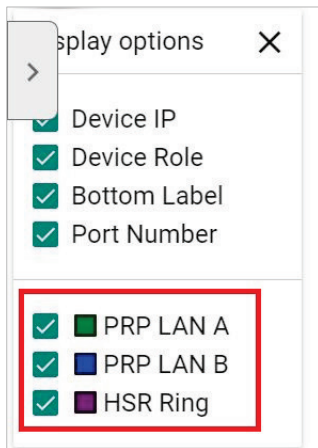 splay options
Device IP
Device Role
Bottom Label
Port Number
PRP LAN A
PRP LAN B
HSR Ring